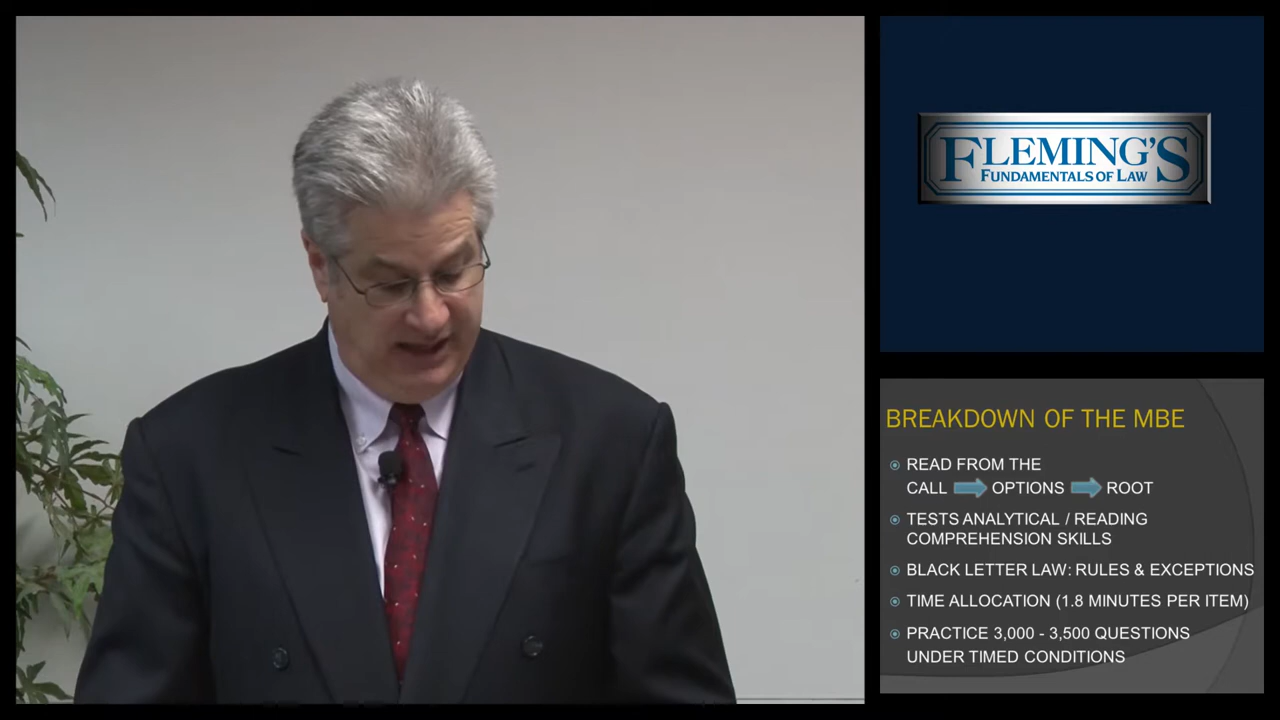 FLEMING'S
FUNDAMENTALS OF LAW
BREAKDOWN OF THE MBE
READ FROM THE
CALL OPTIONS ROOT
TESTS ANALYTICAL / READING
COMPREHENSION SKILLS
BLACK LETTER LAW: RULES & EXCEPTIONS
TIME ALLOCATION (1.8 MINUTES PER ITEM)
PRACTICE 3,000 - 3,500 QUESTIONS
UNDER TIMED CONDITIONS